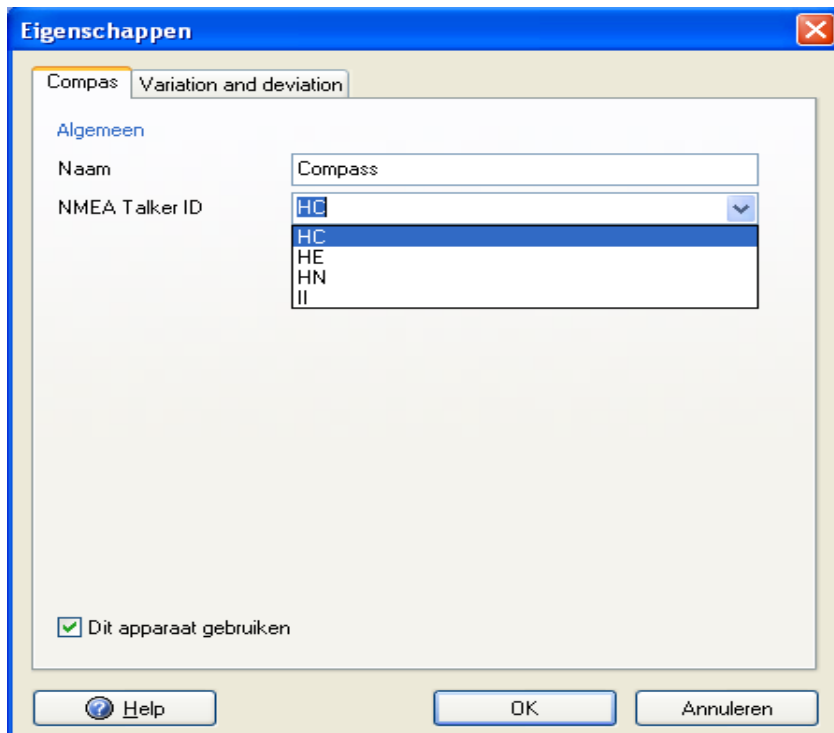 Eigenschappen
Compas Variation and deviation
Algemeen
Naam Compass
NMEA Talker ID HC
HC
HE
HN
II
Dit apparaat gebruiken
Help OK Annuleren